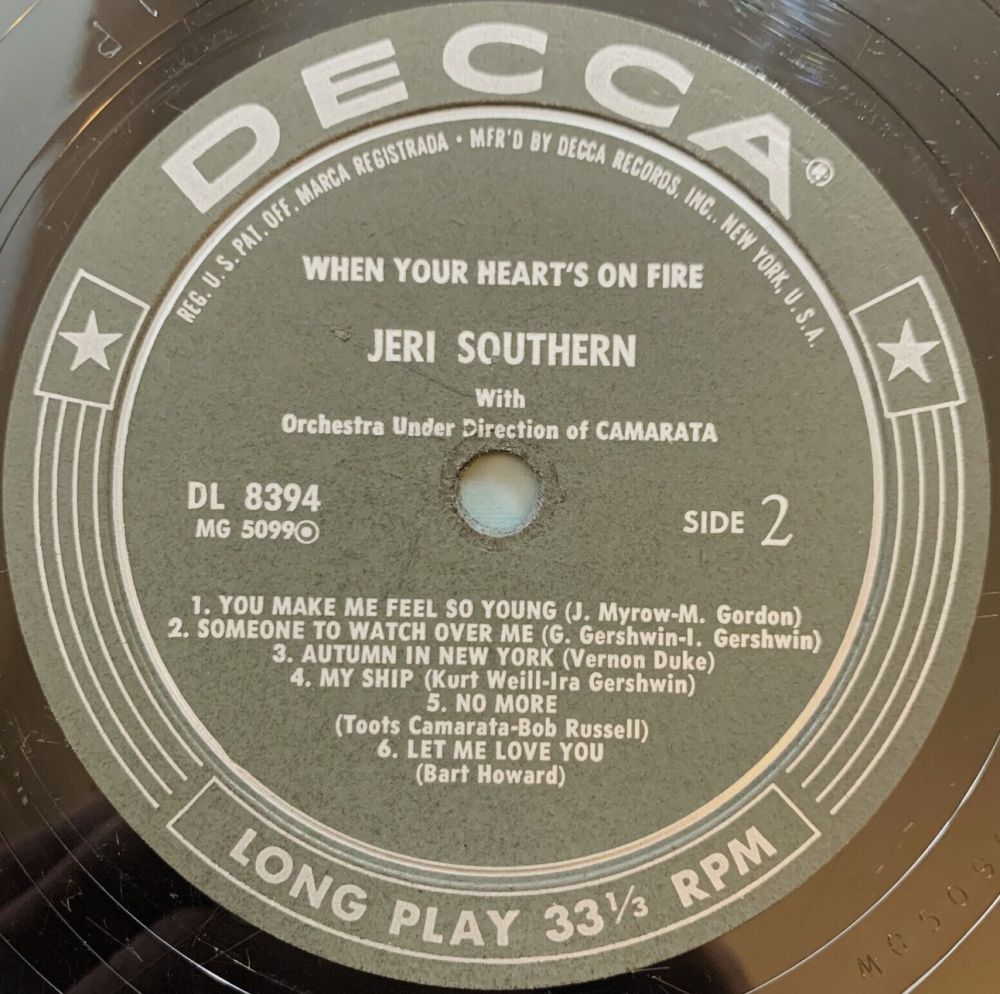 DECCA®
REG. U. S. PAT. OFF. MARCA REGISTRADA • MFR'D BY DECCA RECORDS, INC., NEW YORK, U.S.A.
WHEN YOUR HEART'S ON FIRE
JERI SOUTHERN
With
Orchestra Under Direction of CAMARATA
DL 8394
MG 5099
SIDE 2
1. YOU MAKE ME FEEL SO YOUNG (J. Myrow-M. Gordon)
2. SOMEONE TO WATCH OVER ME (G. Gershwin-I. Gershwin)
3. AUTUMN IN NEW YORK (Vernon Duke)
4. MY SHIP (Kurt Weill-Ira Gershwin)
5. NO MORE
(Toots Camarata-Bob Russell)
6. LET ME LOVE YOU
(Bart Howard)
LONG PLAY 33⅓ RPM